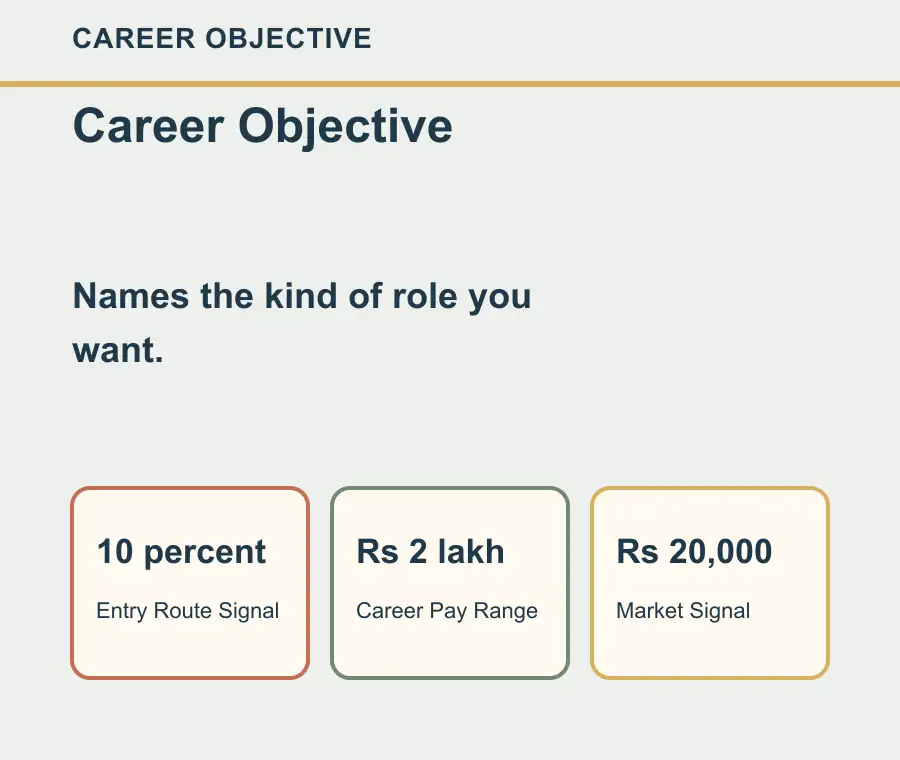 CAREER OBJECTIVE
Career Objective
Names the kind of role you
want.
10 percent
Entry Route Signal
Rs 2 lakh
Career Pay Range
Rs 20,000
Market Signal